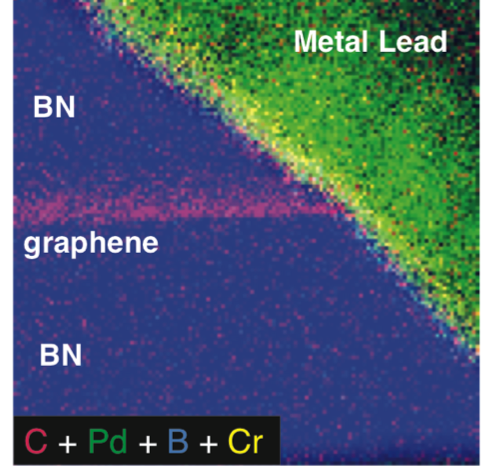 Metal Lead
BN
graphene
BN
C + Pd + B + Cr